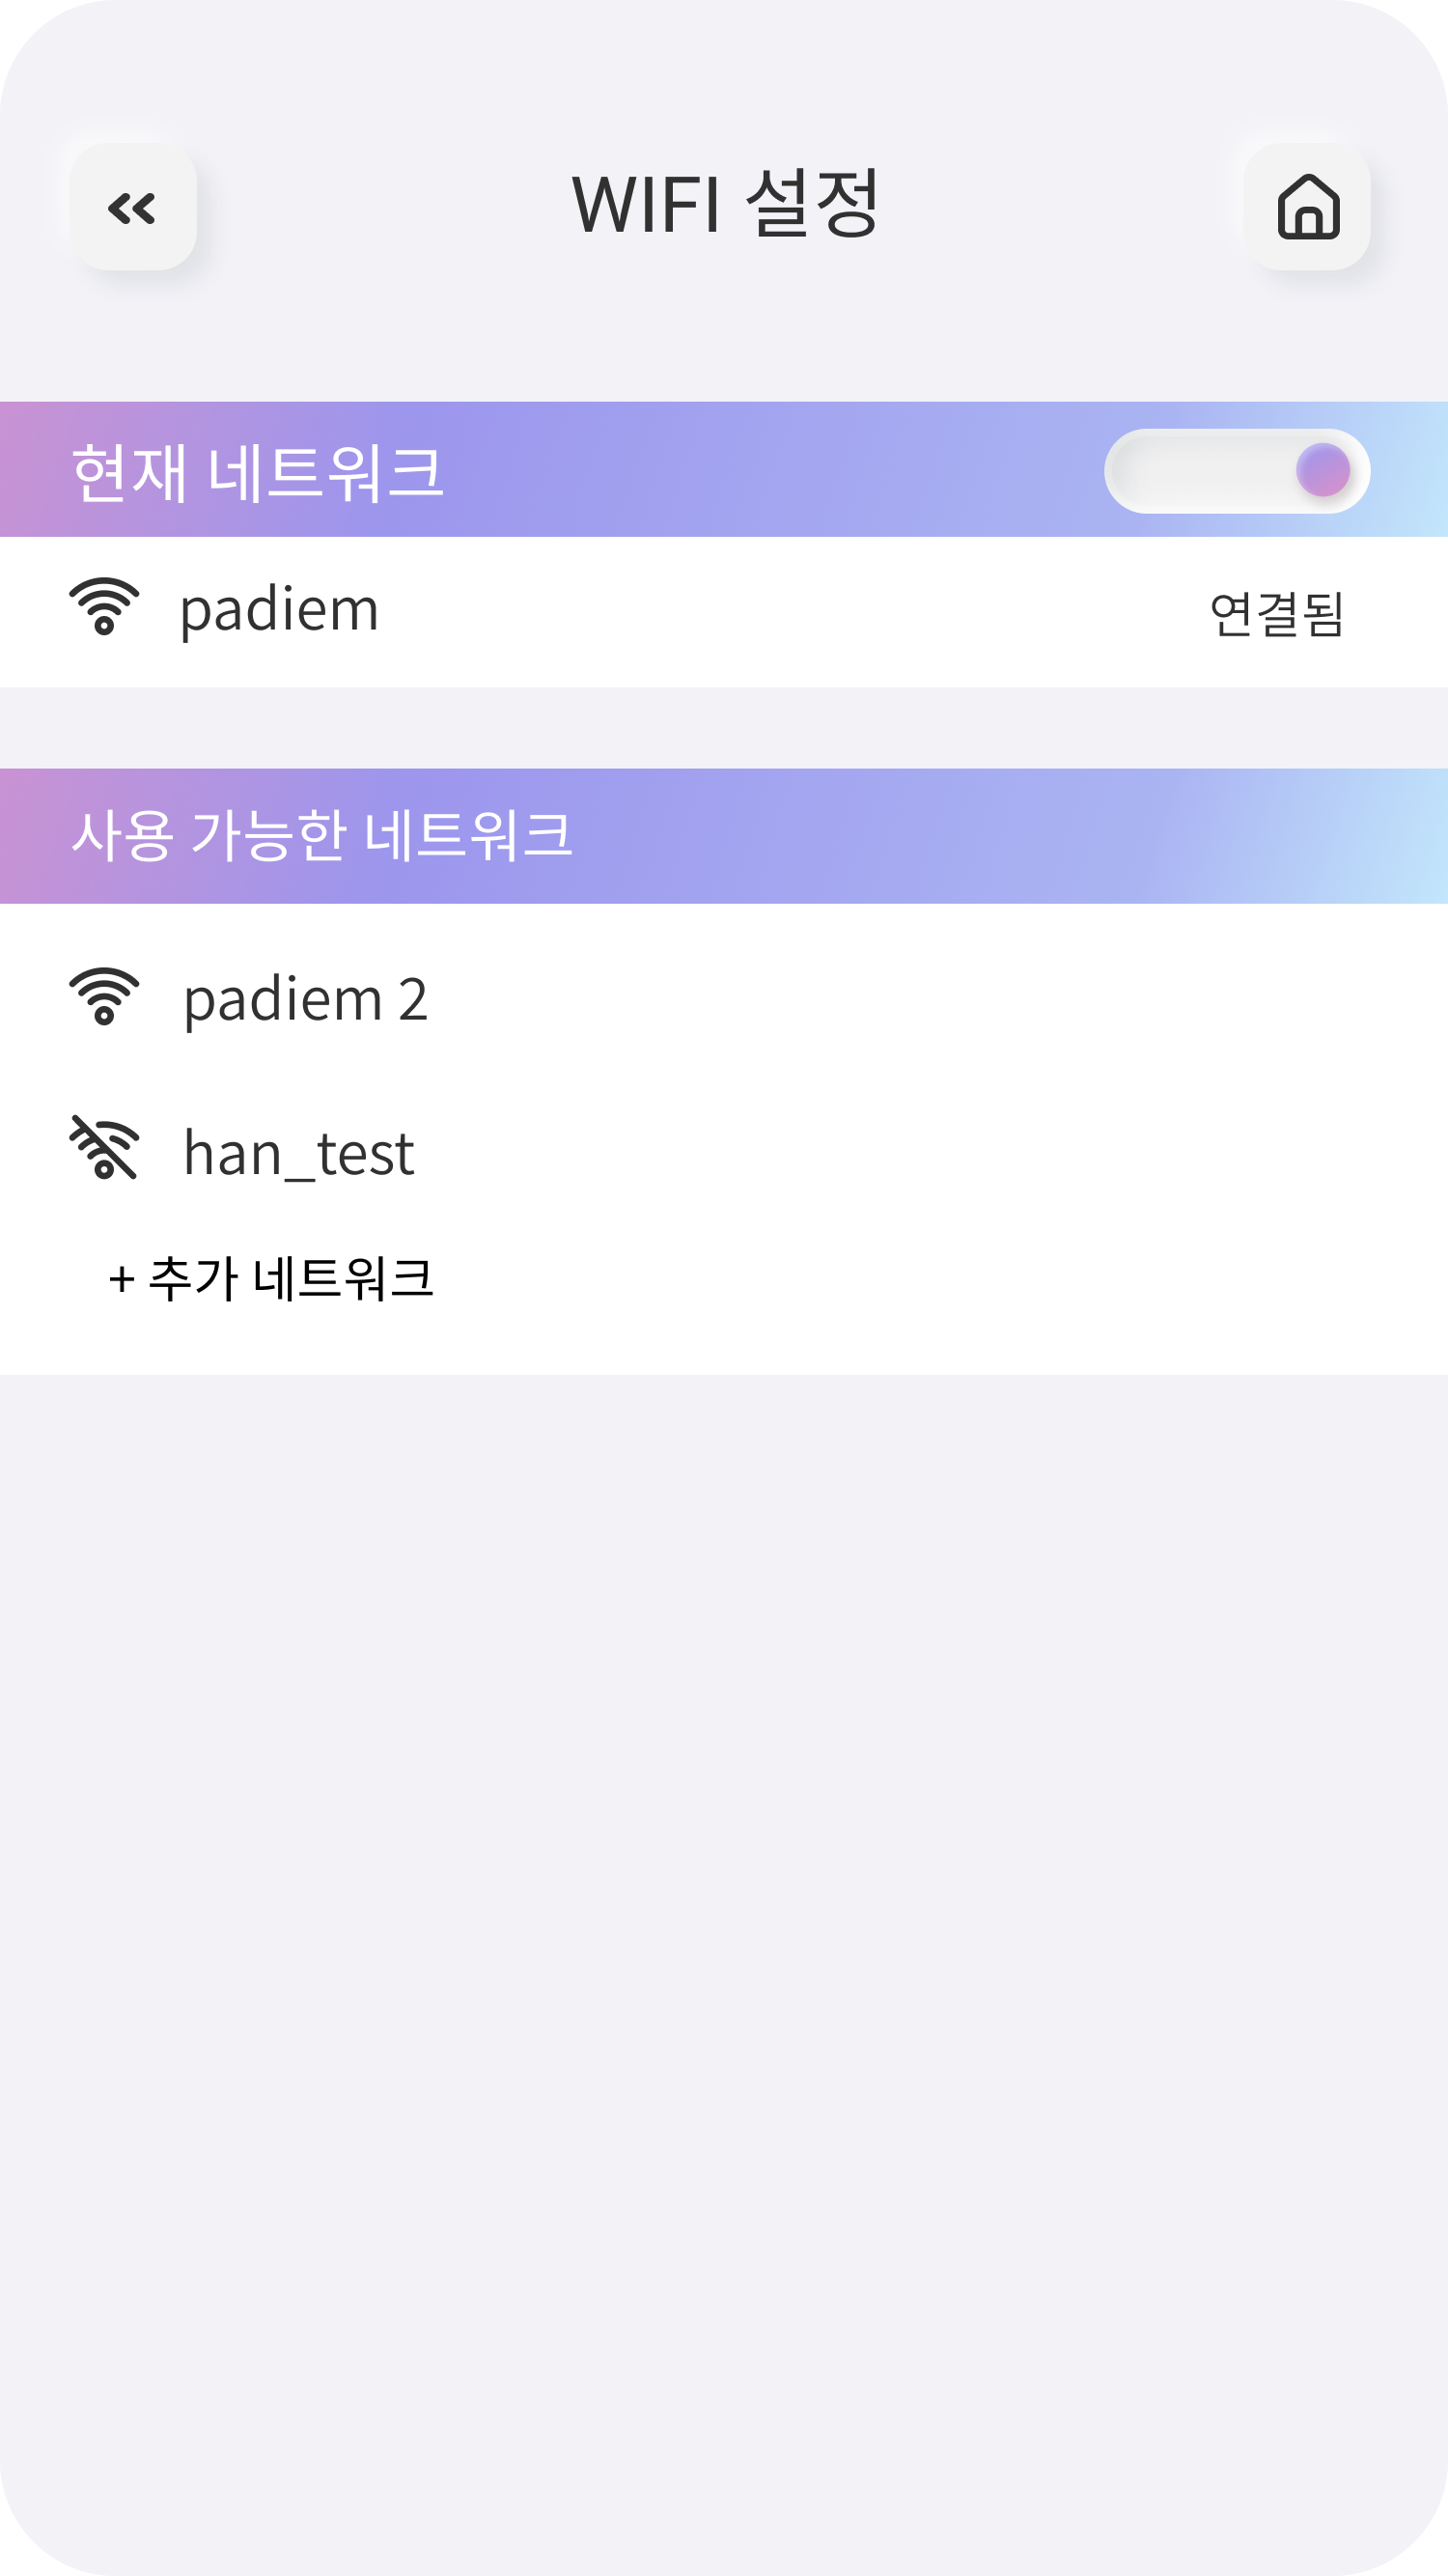 WIFI 설정
현재 네트워크
padiem
연결됨
사용 가능한 네트워크
padiem 2
han_test
+ 추가 네트워크